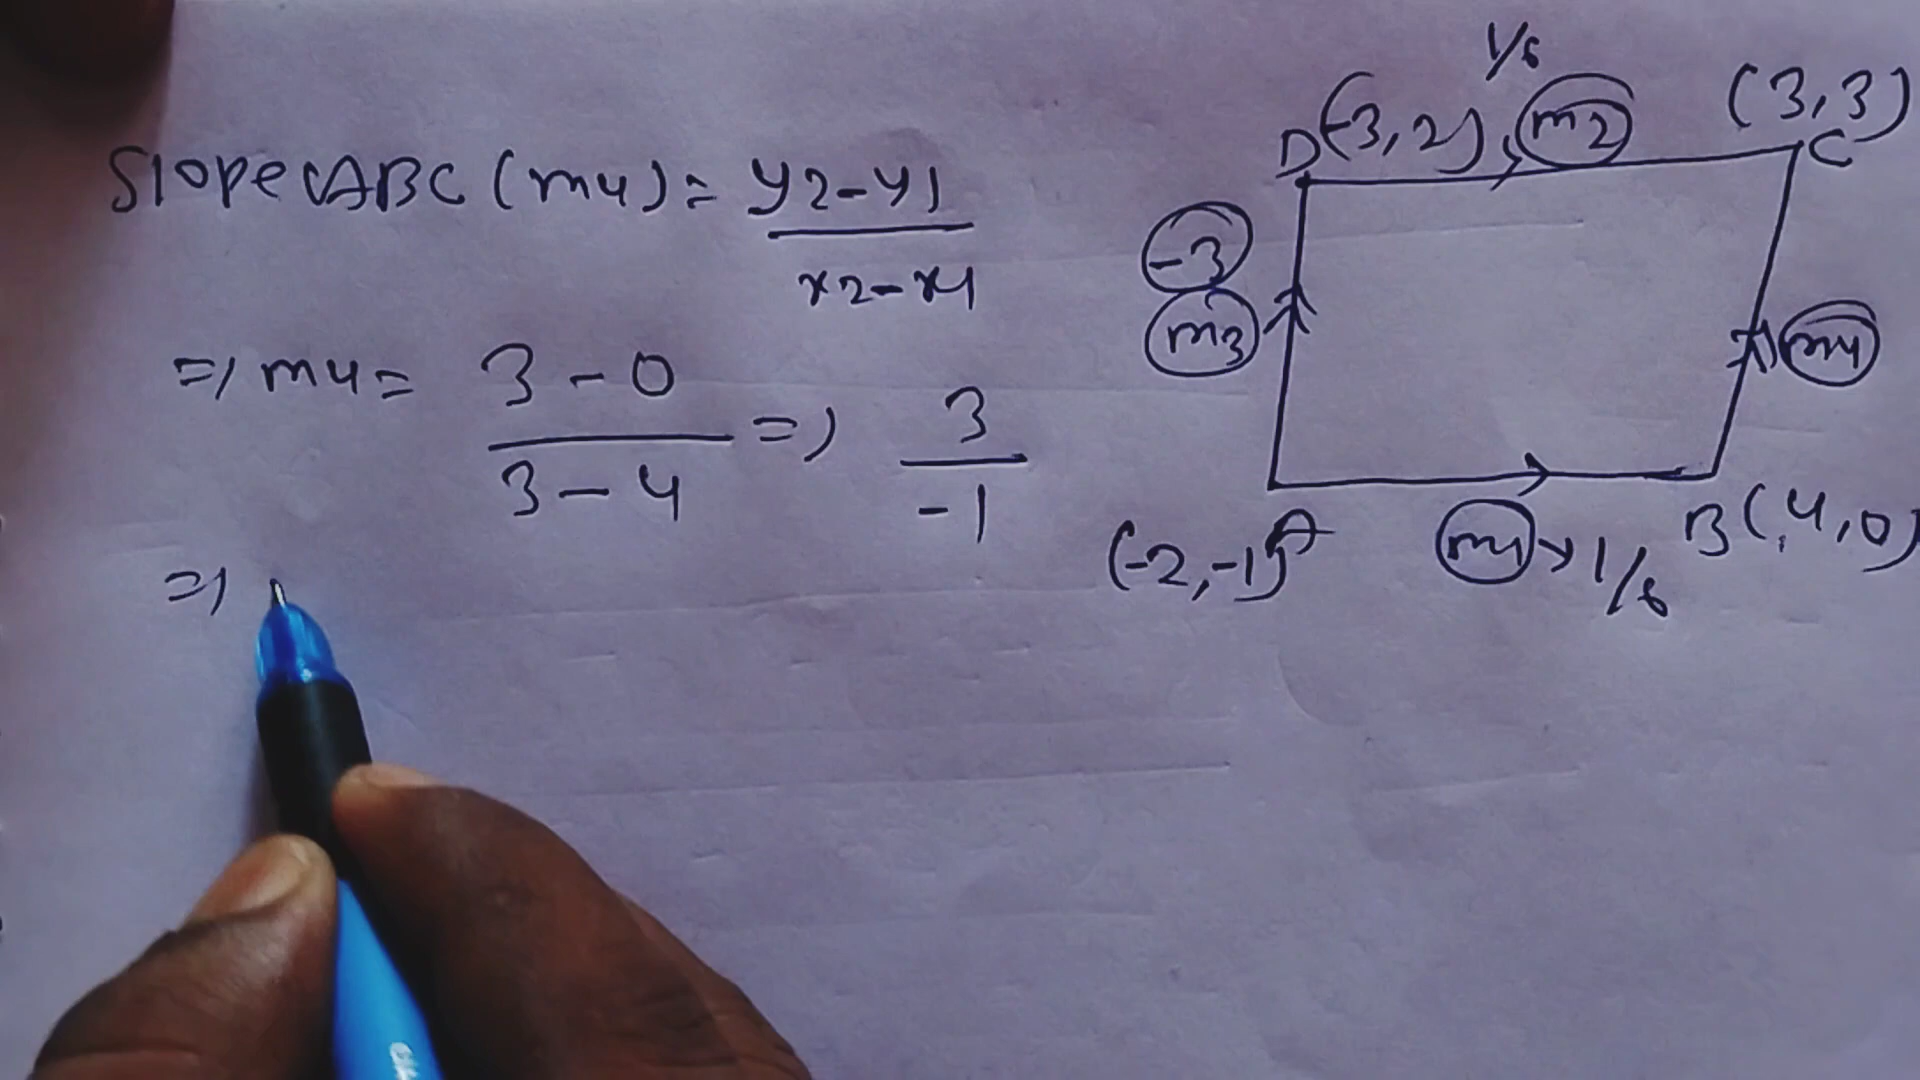 Slope BC (m4) = y2-y1
x2-x1
=> m4 = 3-0
3-4
=> 3
-1
=>
1/6
D(-3,2) m2 (3,3)
C
-3
m3
m4
(-2,-1)A
m1 → 1/6
B(4,0)